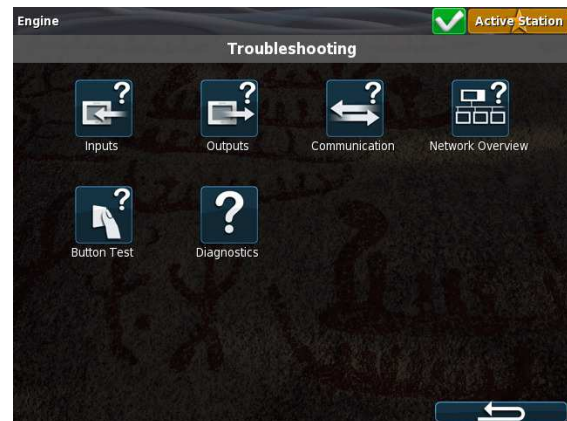 Engine
Active Station
Troubleshooting
?
?
?
?
Inputs
Outputs
Communication
Network Overview
?
?
Button Test
Diagnostics